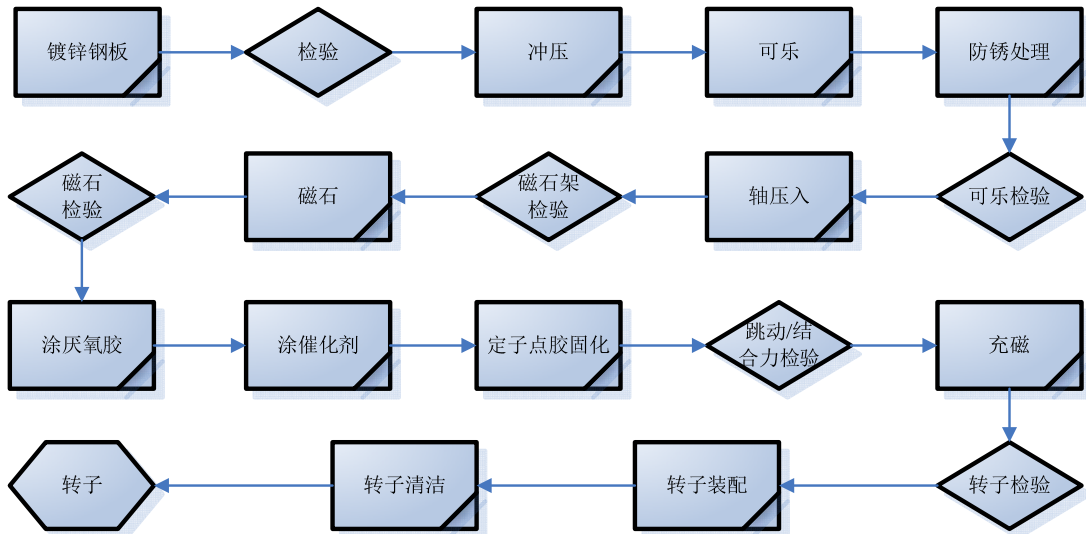 镀锌钢板
检验
冲压
可乐
防锈处理
磁石
检验
磁石
磁石架
检验
轴压入
可乐检验
涂厌氧胶
涂催化剂
定子点胶固化
跳动/结
合力检验
充磁
转子
转子清洁
转子装配
转子检验